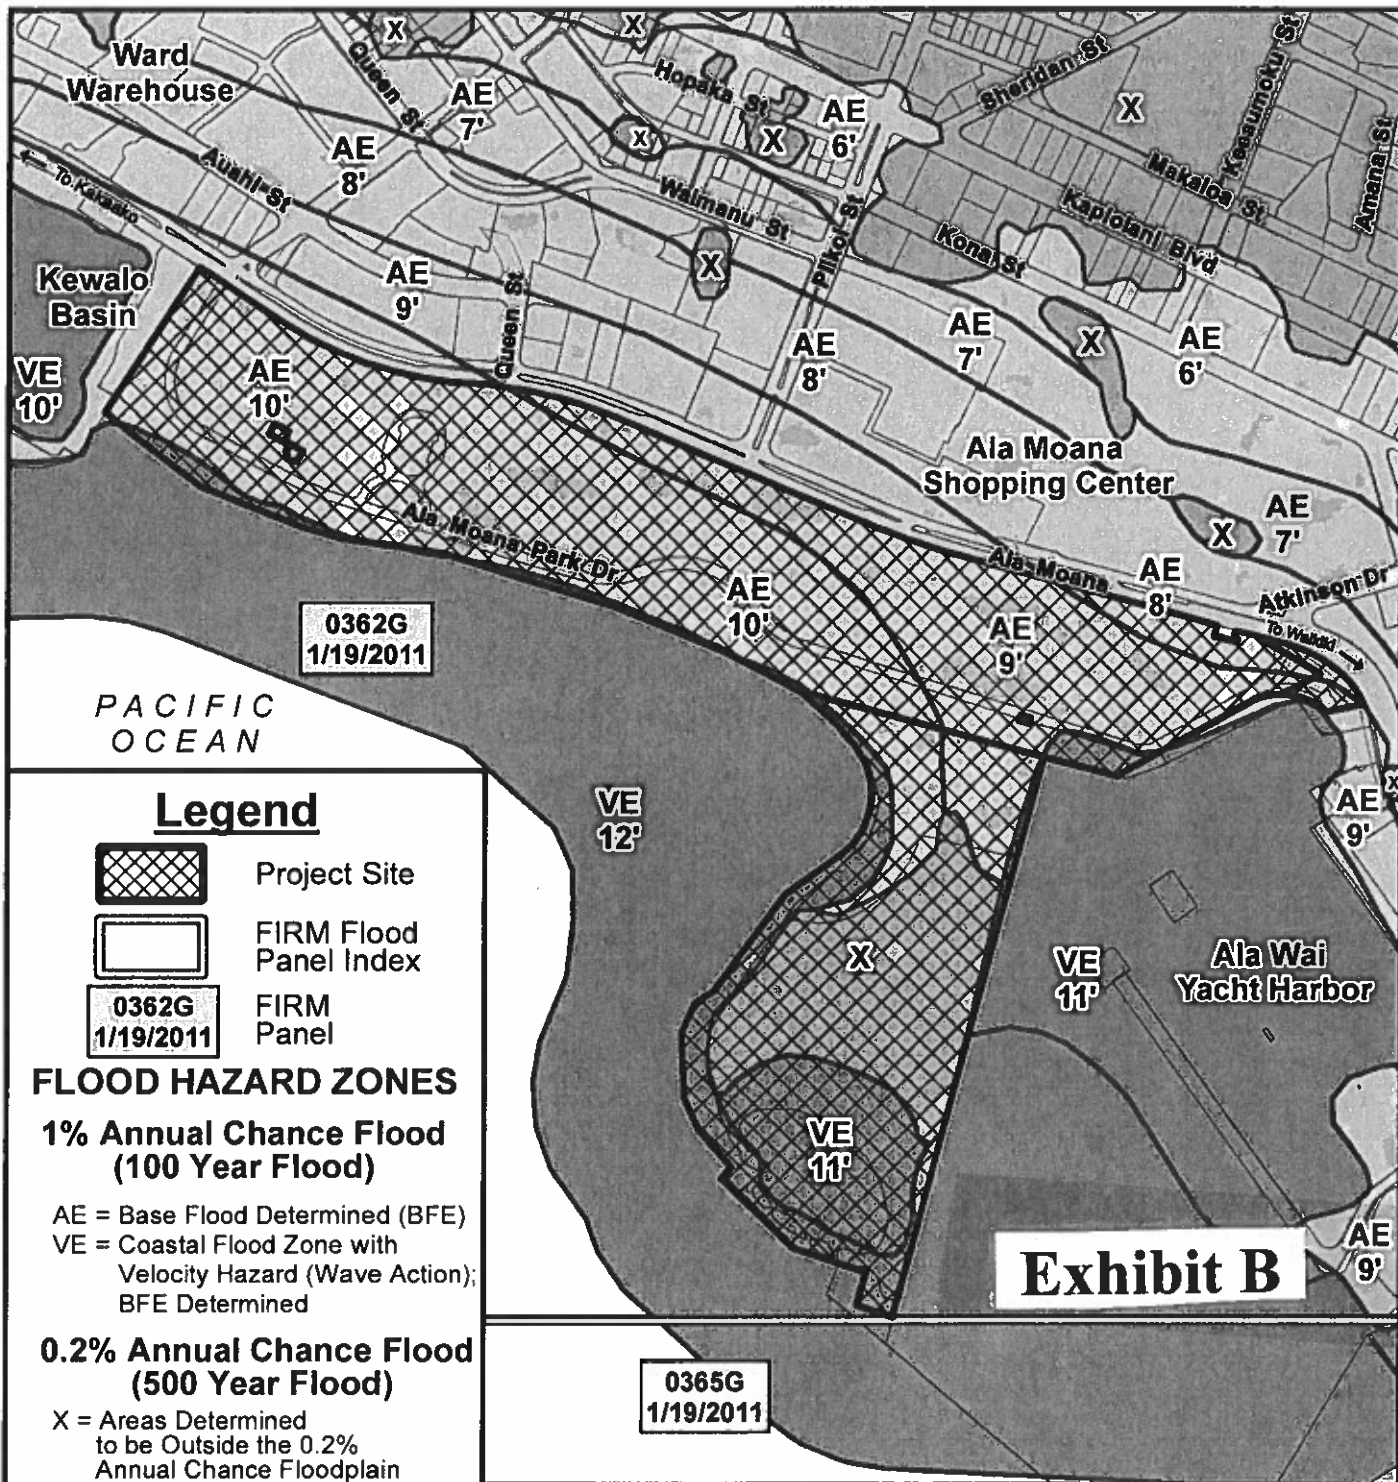 X
X
Ward
Warehouse
Queen St
AE
7'
Hopaka St
AE
6'
Sheridan St
X
Keeaumoku St
AE
8'
X
X
Makaloa St
Amana St
Auahi St
To Kakaako
Waimanu St
Piikoi St
Kapiolani Blvd
Konai St
Kewalo
Basin
AE
9'
X
Queen St
AE
7'
X
AE
6'
VE
10'
AE
10'
AE
8'
Ala Moana
Shopping Center
Ala Moana Park Dr
X
AE
7'
Ala Moana
AE
8'
Atkinson Dr
To Waikiki
AE
10'
AE
9'
0362G
1/19/2011
PACIFIC
OCEAN
VE
12'
X
AE
9'
X
VE
11'
Ala Wai
Yacht Harbor
VE
11'
AE
9'
Exhibit B
0365G
1/19/2011
Legend
Project Site
FIRM Flood
Panel Index
0362G
1/19/2011
FIRM
Panel
FLOOD HAZARD ZONES
1% Annual Chance Flood
(100 Year Flood)
AE = Base Flood Determined (BFE)
VE = Coastal Flood Zone with
Velocity Hazard (Wave Action);
BFE Determined
0.2% Annual Chance Flood
(500 Year Flood)
X = Areas Determined
to be Outside the 0.2%
Annual Chance Floodplain